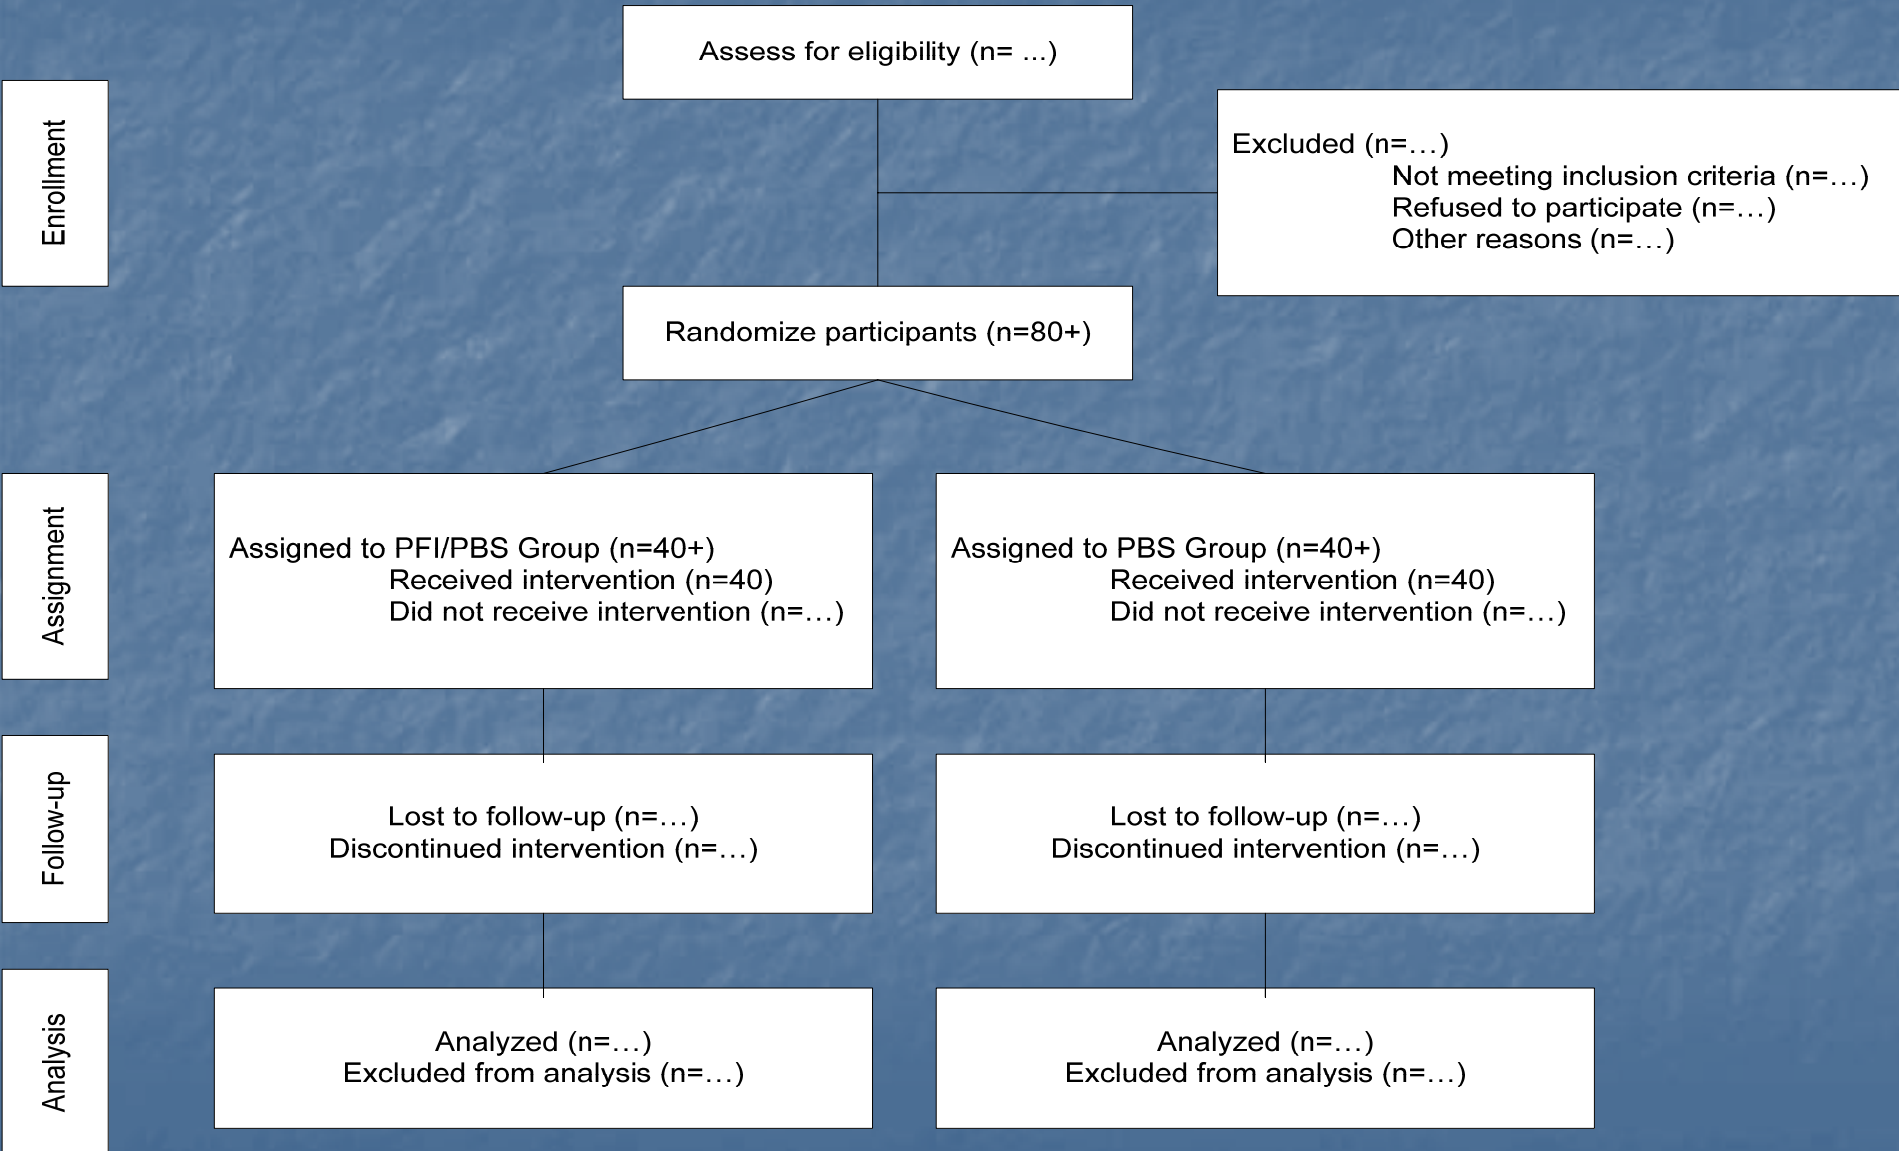 Assess for eligibility (n= ...)
Enrollment
Excluded (n=…)
Not meeting inclusion criteria (n=…)
Refused to participate (n=…)
Other reasons (n=…)
Randomize participants (n=80+)
Assignment
Assigned to PFI/PBS Group (n=40+)
Received intervention (n=40)
Did not receive intervention (n=…)
Assigned to PBS Group (n=40+)
Received intervention (n=40)
Did not receive intervention (n=…)
Follow-up
Lost to follow-up (n=…)
Discontinued intervention (n=…)
Lost to follow-up (n=…)
Discontinued intervention (n=…)
Analysis
Analyzed (n=…)
Excluded from analysis (n=…)
Analyzed (n=…)
Excluded from analysis (n=…)